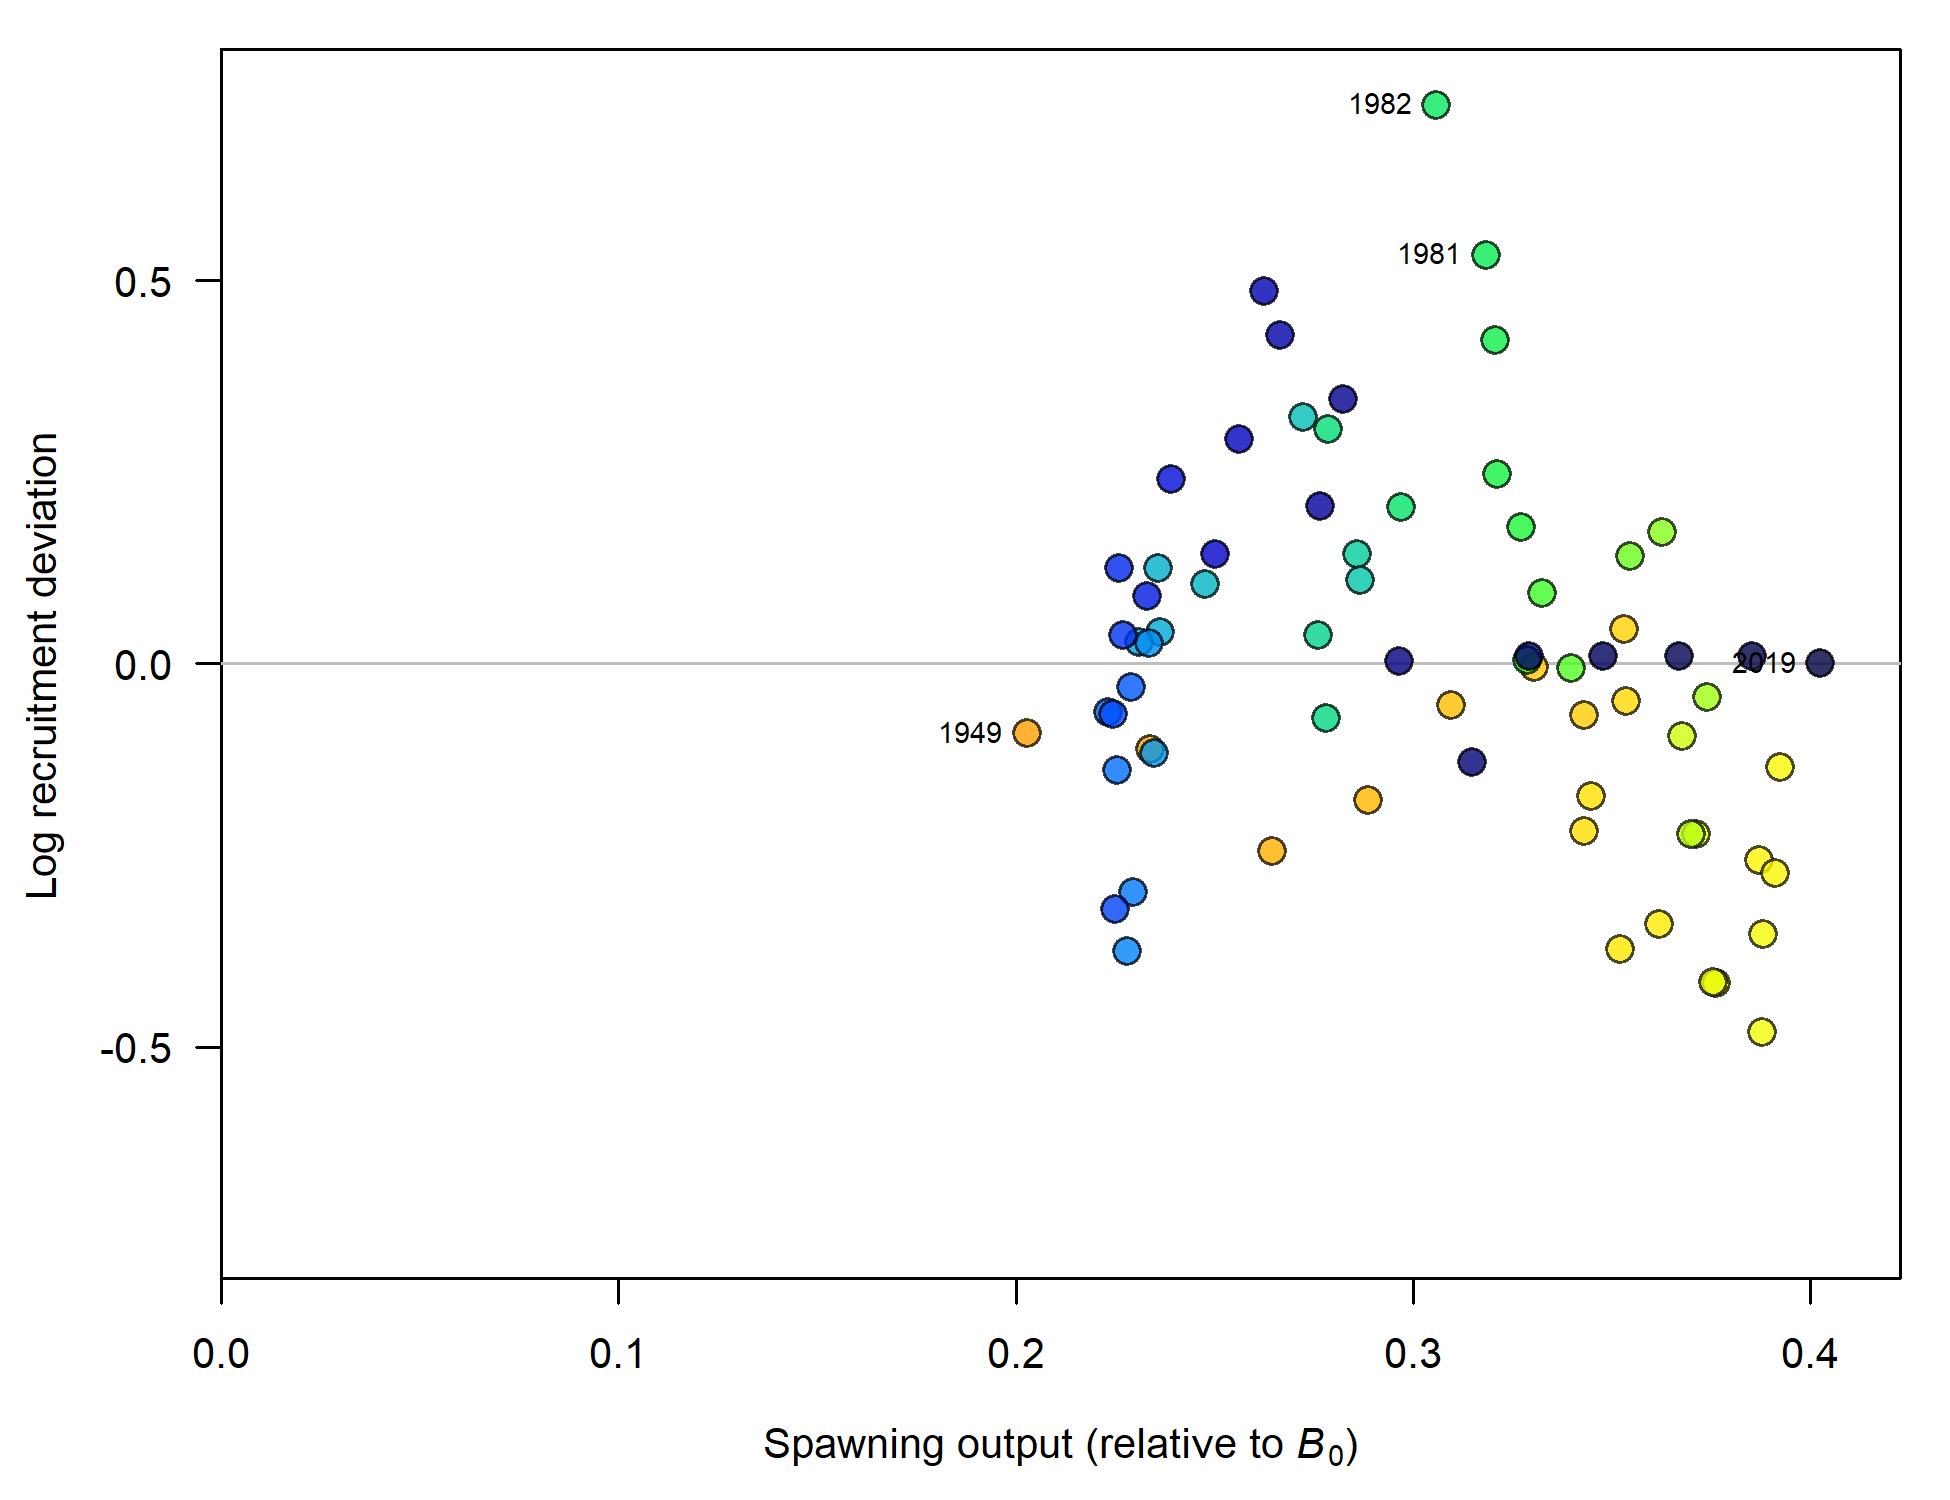 1982
1981
0.5
Log recruitment deviation
0.0
2019
1949
-0.5
0.0 0.1 0.2 0.3 0.4
Spawning output (relative to B₀)